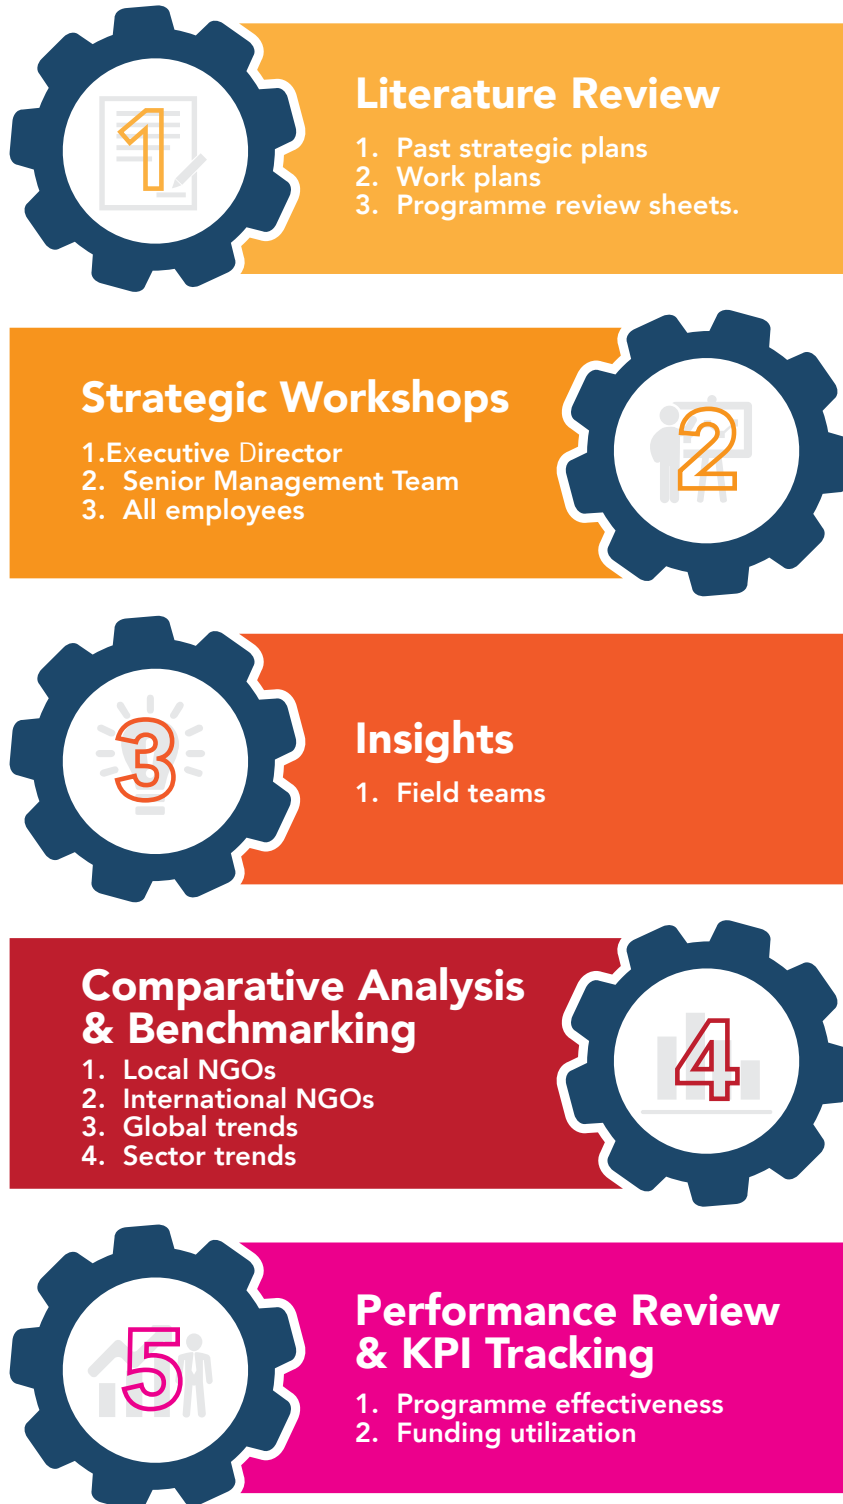 1
Literature Review
1. Past strategic plans
2. Work plans
3. Programme review sheets.
Strategic Workshops
1.Executive Director
2. Senior Management Team
3. All employees
2
3
Insights
1. Field teams
Comparative Analysis
& Benchmarking
1. Local NGOs
2. International NGOs
3. Global trends
4. Sector trends
4
5
Performance Review
& KPI Tracking
1. Programme effectiveness
2. Funding utilization